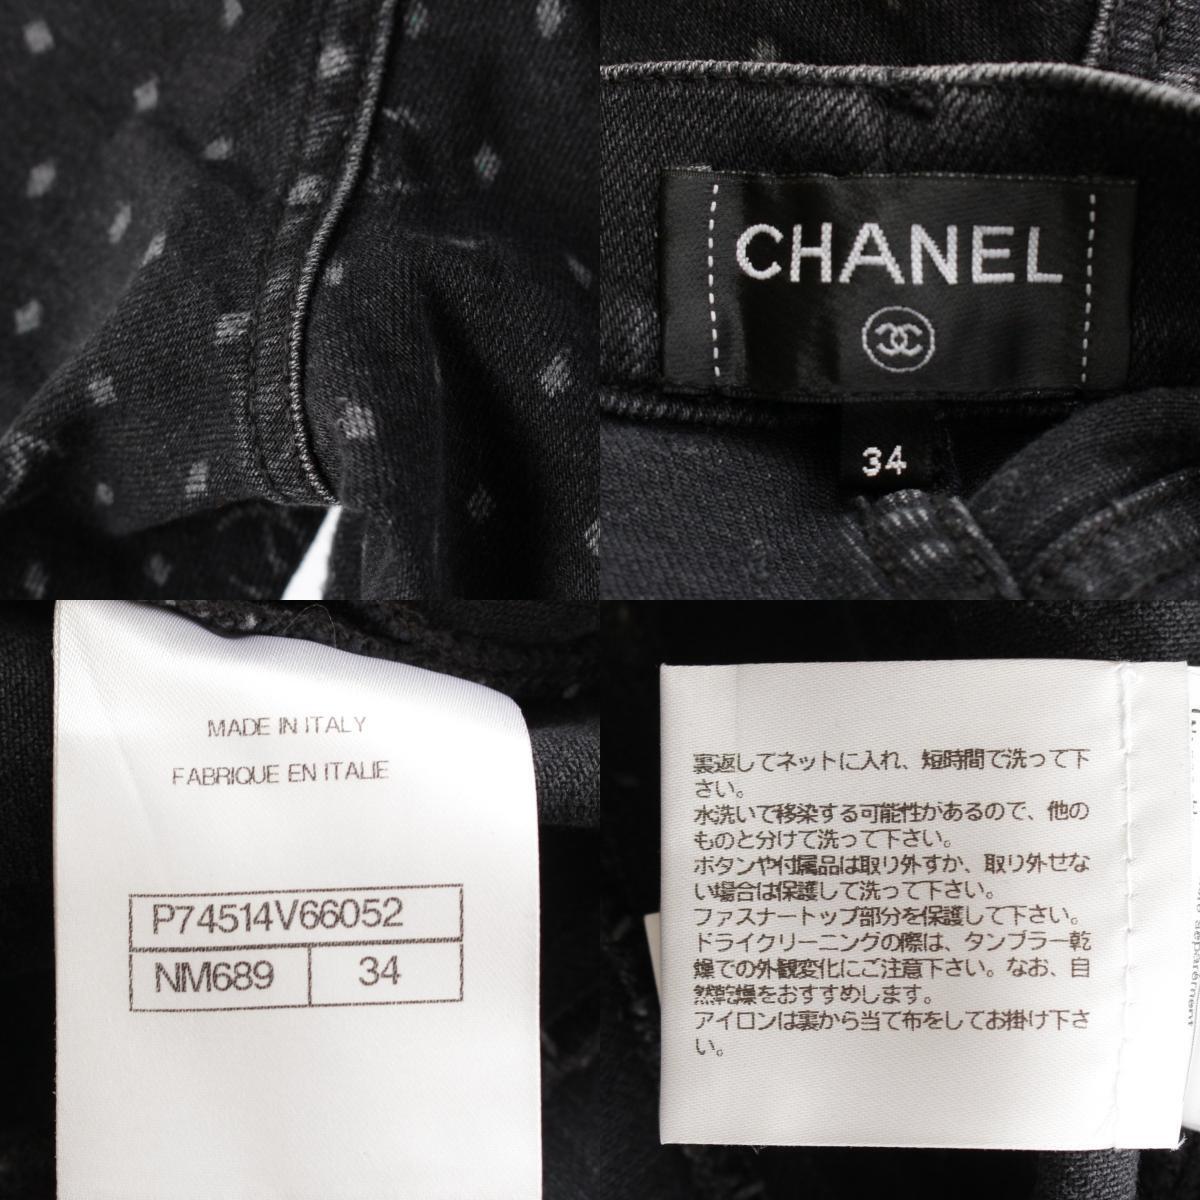 CHANEL
34
MADE IN ITALY
FABRIQUE EN ITALIE
P74514V66052
NM689 34
裏返してネットに入れ、短時間で洗って下
さい。
水洗いで移染する可能性があるので、他の
ものと分けて洗って下さい。
ボタンや付属品は取り外すか、取り外せな
い場合は保護して洗って下さい。
ファスナートップ部分を保護して下さい。
ドライクリーニングの際は、タンブラー乾
燥での外観変化にご注意下さい。なお、自
然乾燥をおすすめします。
アイロンは裏から当て布をしてお掛け下さ
い。
séparément